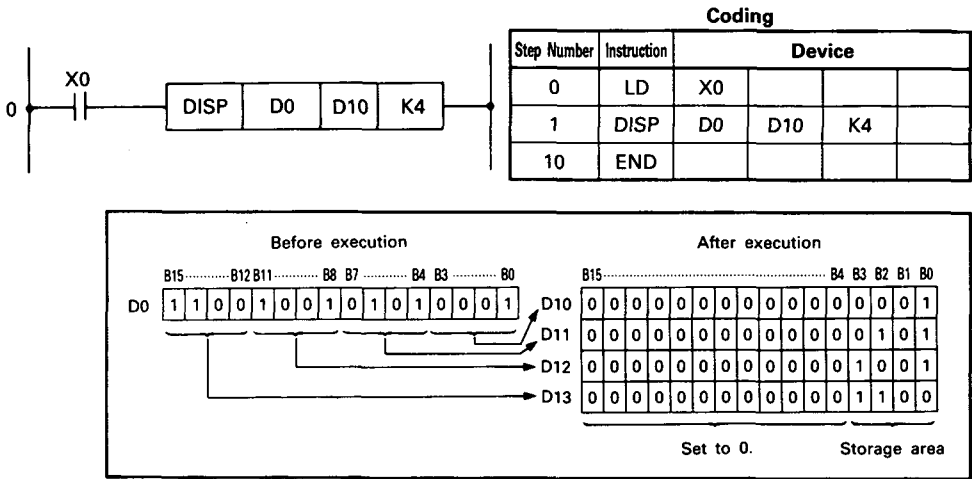 Coding
Step Number Instruction Device
0 LD X0
1 DISP D0 D10 K4
10 END
X0
0 DISP D0 D10 K4
Before execution After execution
B15 ............ B12 B11 ............ B8 B7 .......... B4 B3 .......... B0
B15 ............ B4 B3 B2 B1 B0
D0 1 1 0 0 1 0 0 1 0 1 0 1 0 0 0 1
D10 0 0 0 0 0 0 0 0 0 0 0 0 0 0 0 1
D11 0 0 0 0 0 0 0 0 0 0 0 0 0 1 0 1
D12 0 0 0 0 0 0 0 0 0 0 0 0 1 0 0 1
D13 0 0 0 0 0 0 0 0 0 0 0 0 1 1 0 0
Set to 0. Storage area